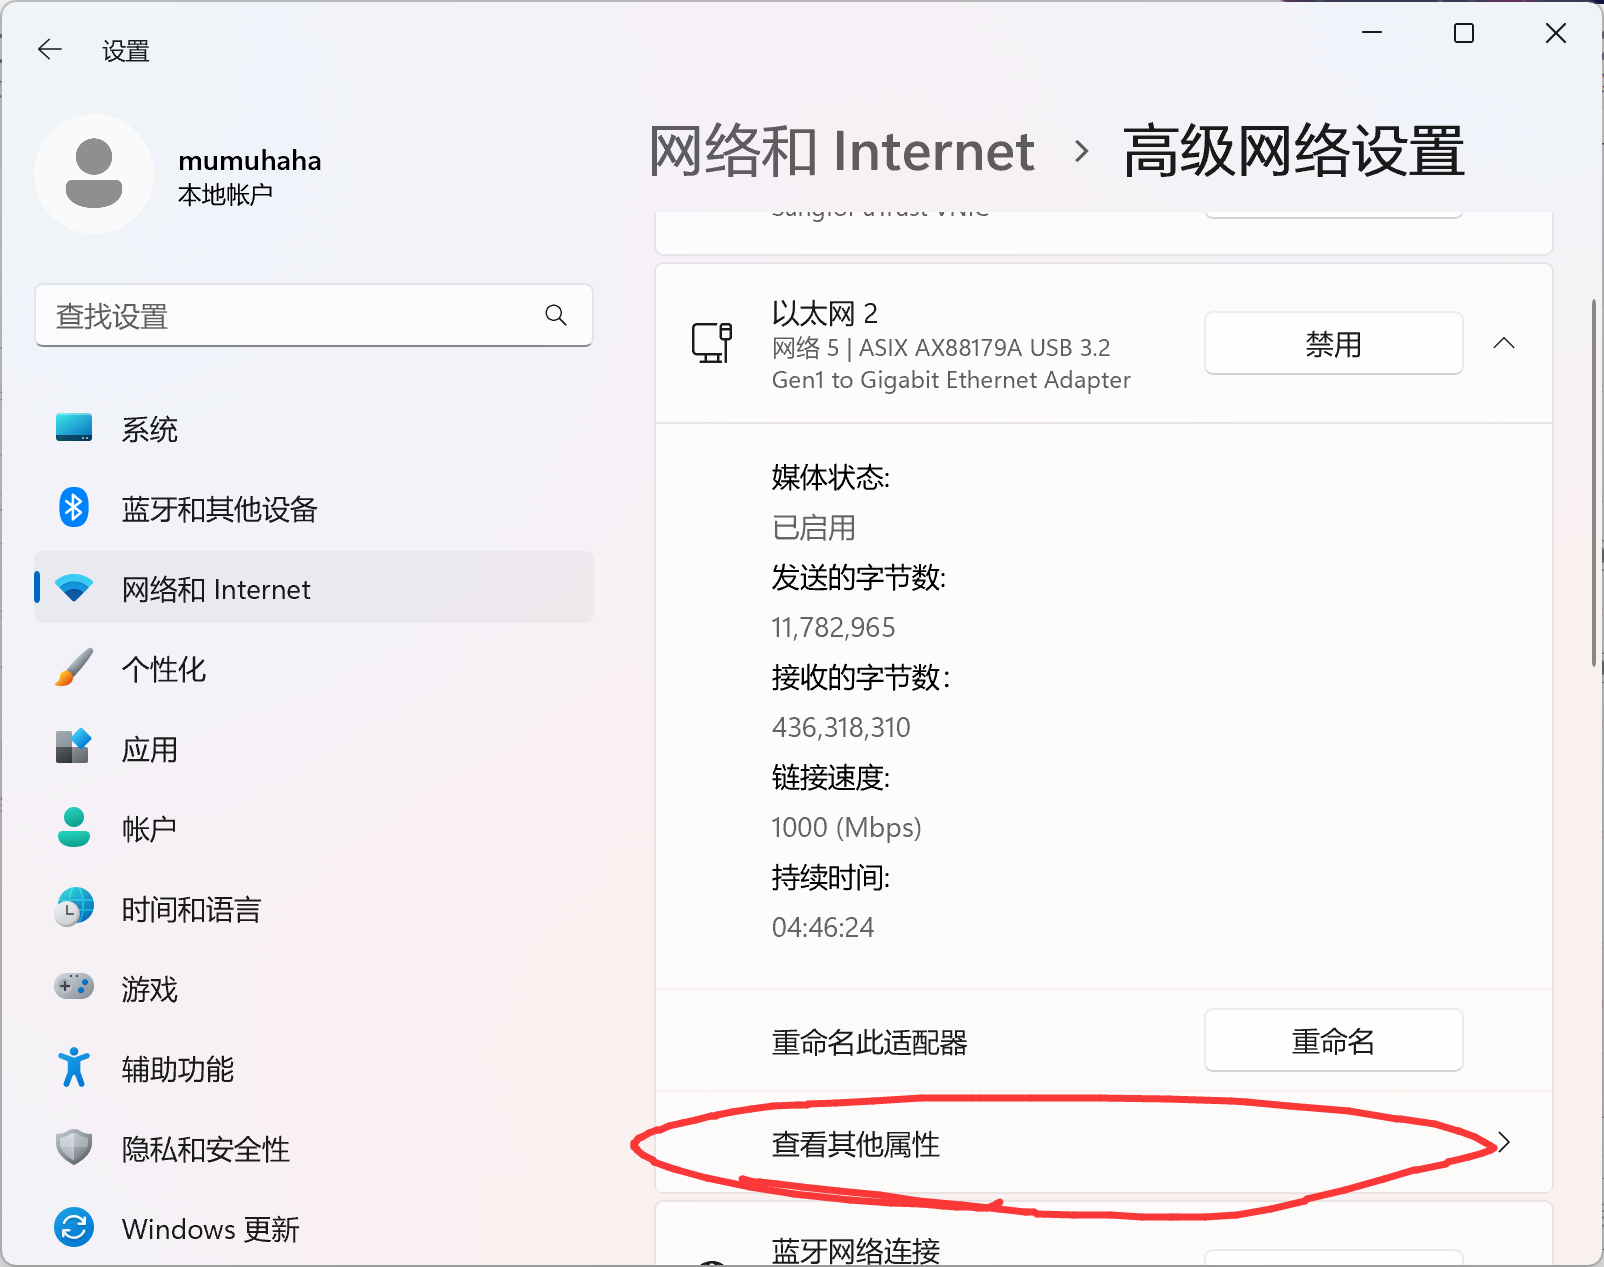 设置
mumuhaha
本地帐户
查找设置
系统
蓝牙和其他设备
网络和 Internet
个性化
应用
帐户
时间和语言
游戏
辅助功能
隐私和安全性
Windows 更新
网络和 Internet › 高级网络设置
Sangfor aTrust VNIC
以太网 2
网络 5 | ASIX AX88179A USB 3.2
Gen1 to Gigabit Ethernet Adapter
禁用
媒体状态:
已启用
发送的字节数:
11,782,965
接收的字节数:
436,318,310
链接速度:
1000 (Mbps)
持续时间:
04:46:24
重命名此适配器
重命名
查看其他属性
蓝牙网络连接